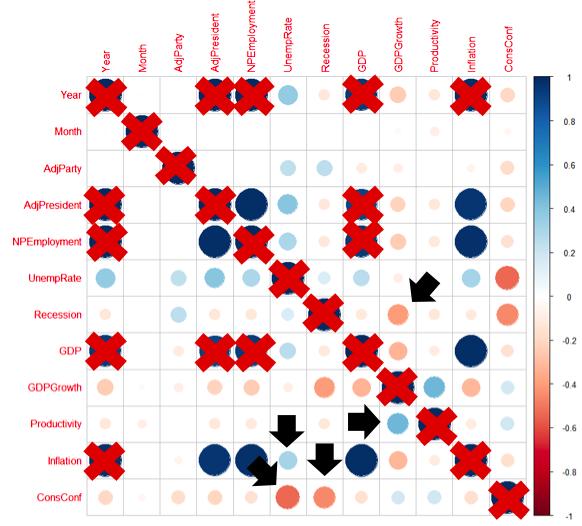 Year
Month
AdjParty
AdjPresident
NPEmployment
UnempRate
Recession
GDP
GDPGrowth
Productivity
Inflation
ConsConf
Year
Month
AdjParty
AdjPresident
NPEmployment
UnempRate
Recession
GDP
GDPGrowth
Productivity
Inflation
ConsConf
1
0.8
0.6
0.4
0.2
0
-0.2
-0.4
-0.6
-0.8
-1